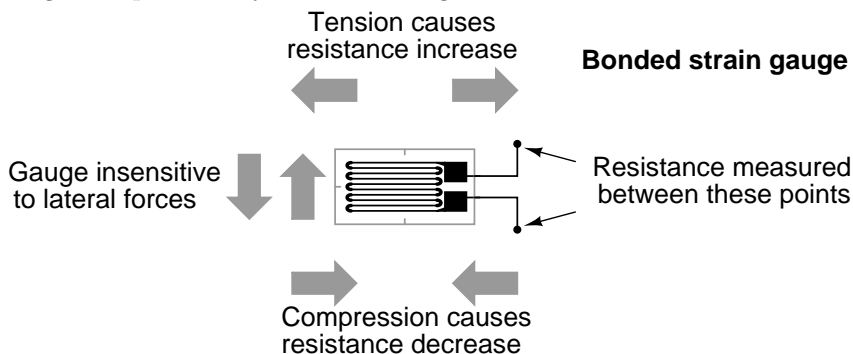 Tension causes
resistance increase
Bonded strain gauge
Gauge insensitive
to lateral forces
Resistance measured
between these points
Compression causes
resistance decrease